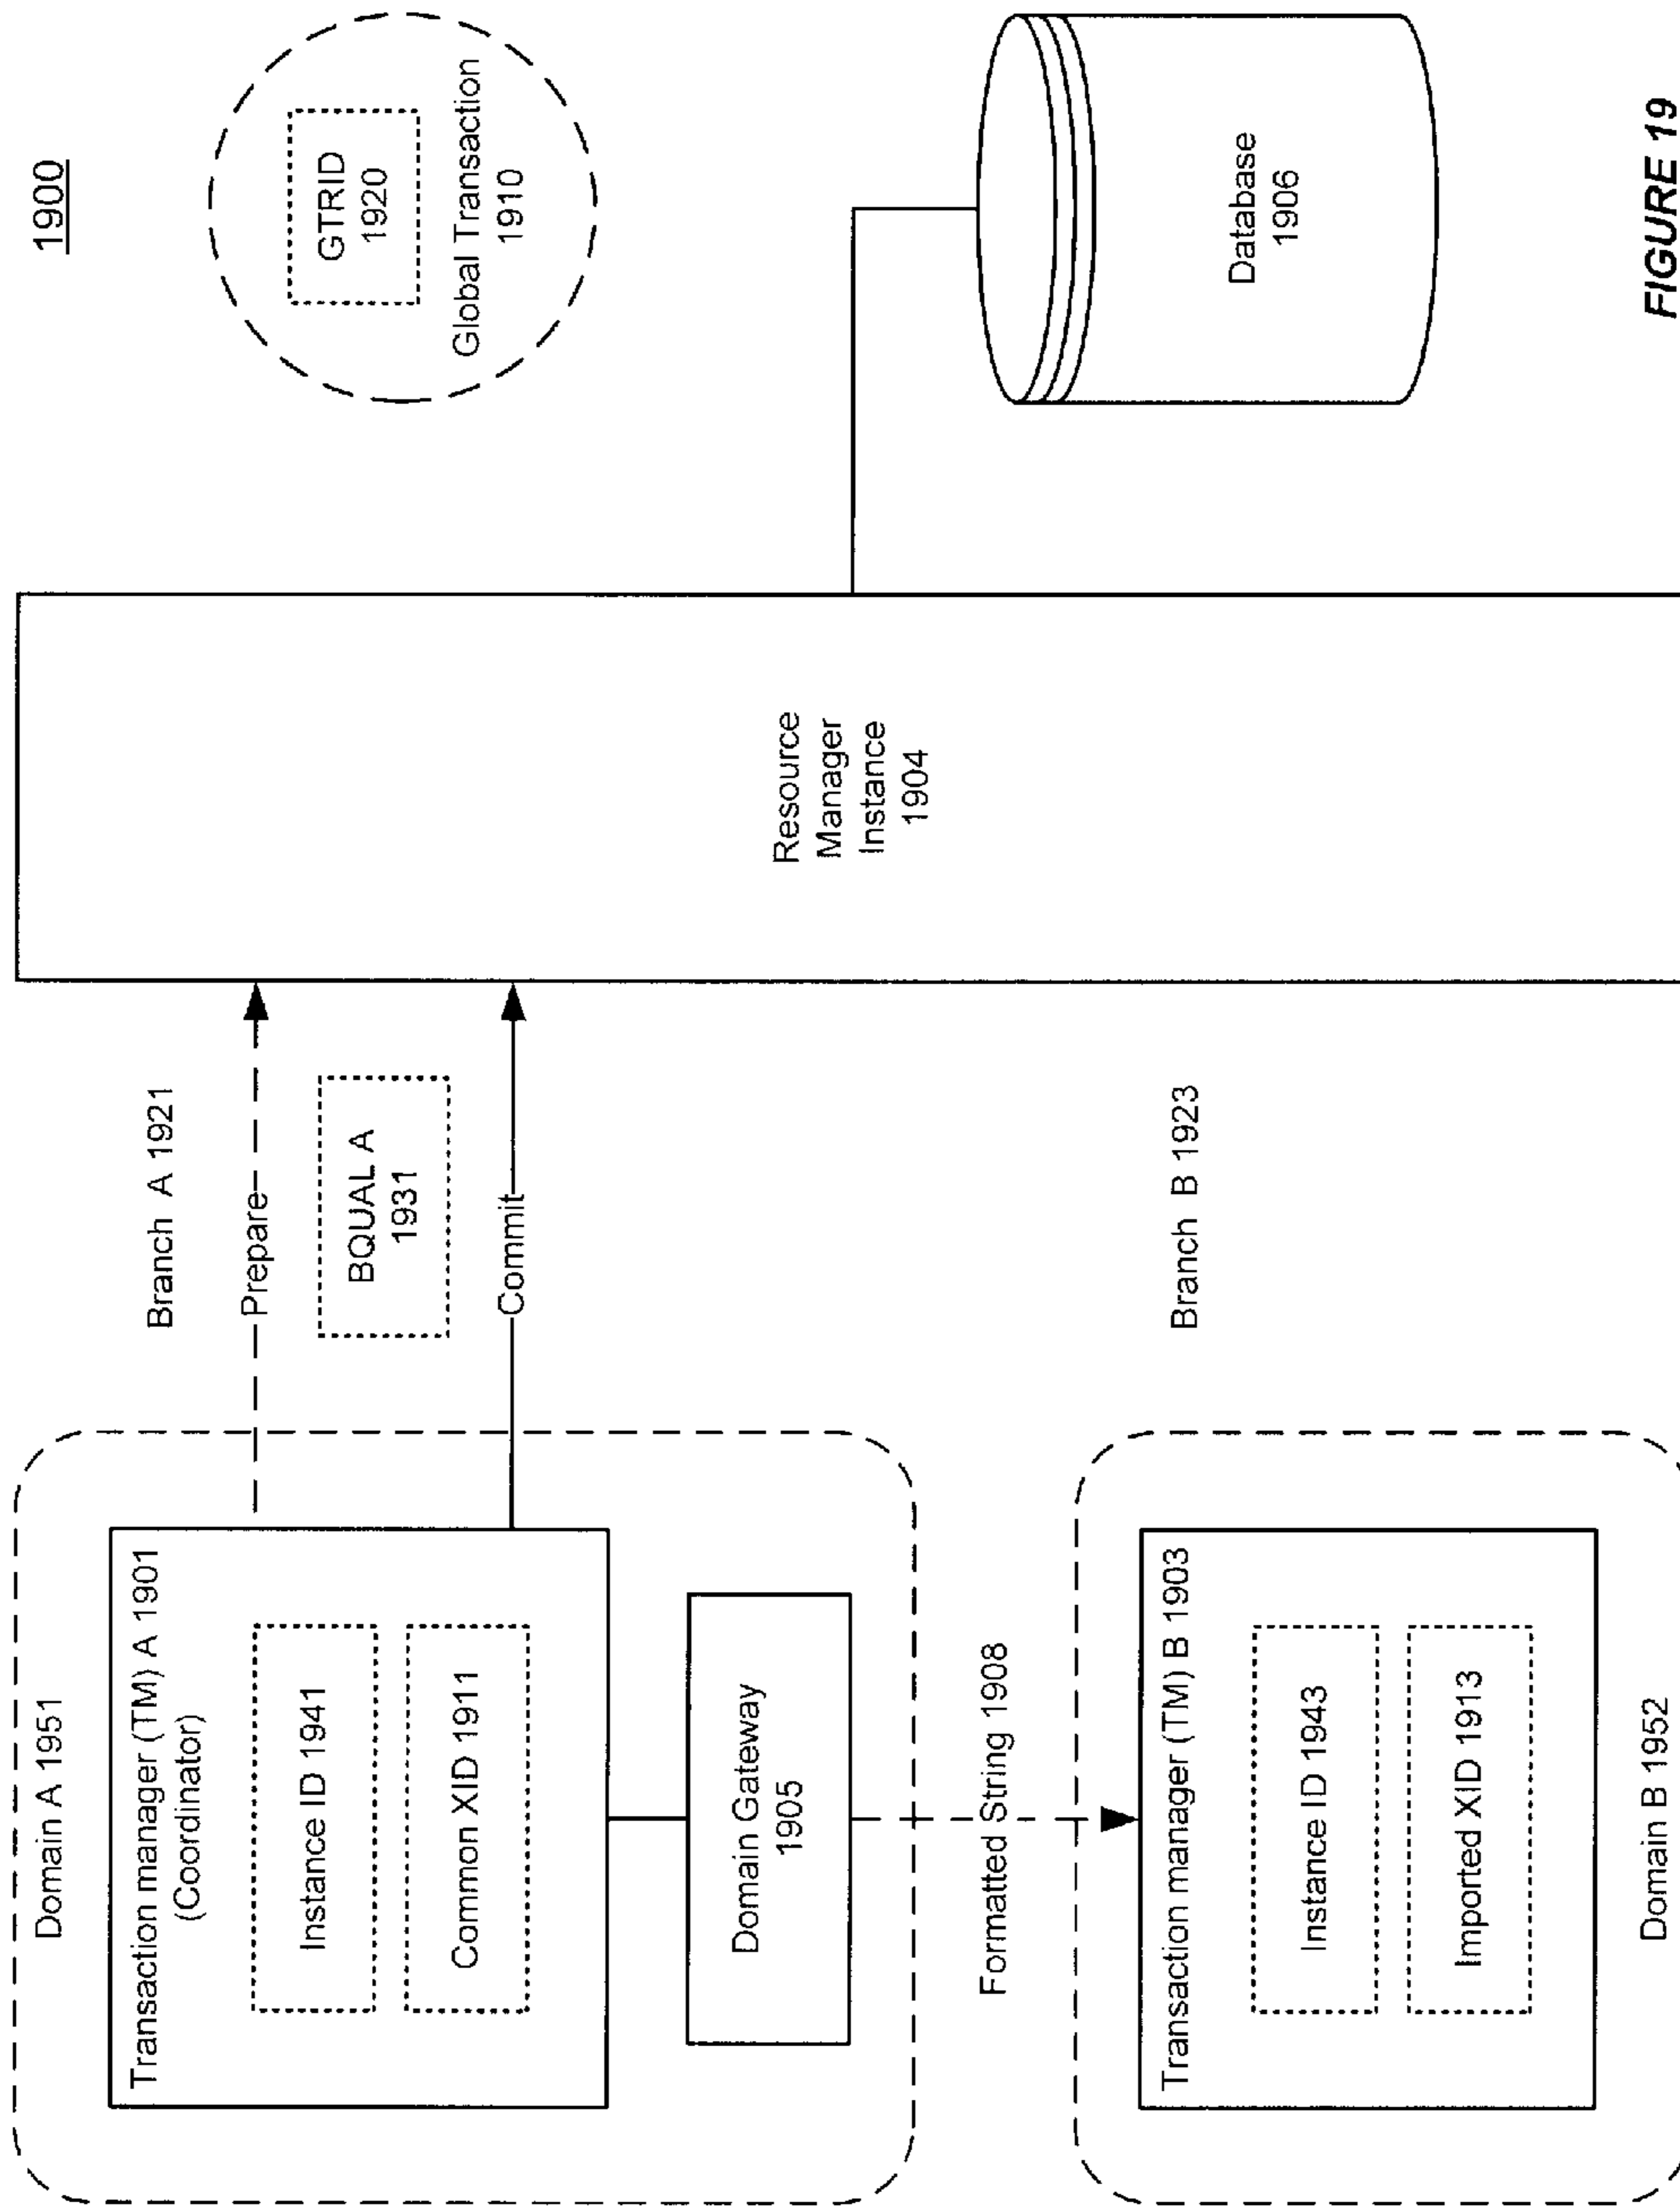 1900
Domain A 1951
Transaction manager (TM) A 1901
(Coordinator)
Instance ID 1941
Common XID 1911
Domain Gateway
1905
Branch A 1921
Prepare
BQUAL A
1931
Commit
Resource
Manager
Instance
1904
GTRID
1920
Global Transaction
1910
Formatted String 1908
Transaction manager (TM) B 1903
Instance ID 1943
Imported XID 1913
Domain B 1952
Branch B 1923
Database
1906
FIGURE 19